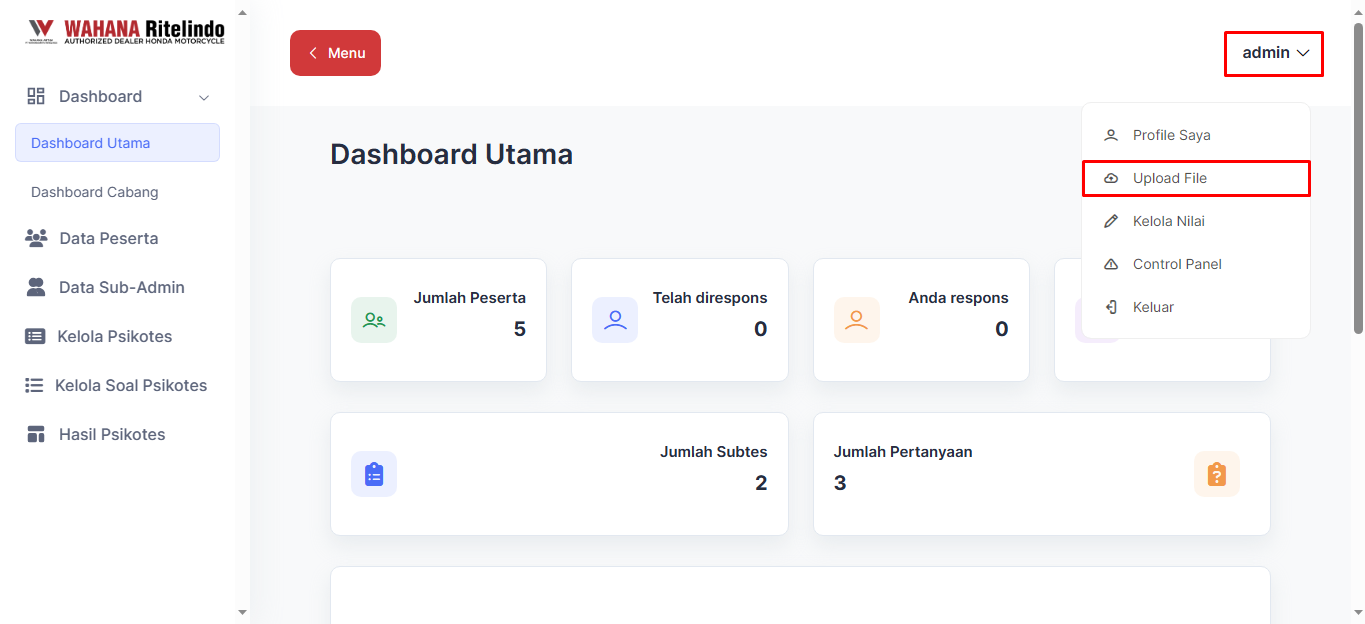 WAHANA Ritelindo
AUTHORIZED DEALER HONDA MOTORCYCLE
Dashboard
Dashboard Utama
Dashboard Cabang
Data Peserta
Data Sub-Admin
Kelola Psikotes
Kelola Soal Psikotes
Hasil Psikotes
Menu
admin
Profile Saya
Upload File
Kelola Nilai
Control Panel
Keluar
Dashboard Utama
Jumlah Peserta
5
Telah direspons
0
Anda respons
0
Jumlah Subtes
2
Jumlah Pertanyaan
3